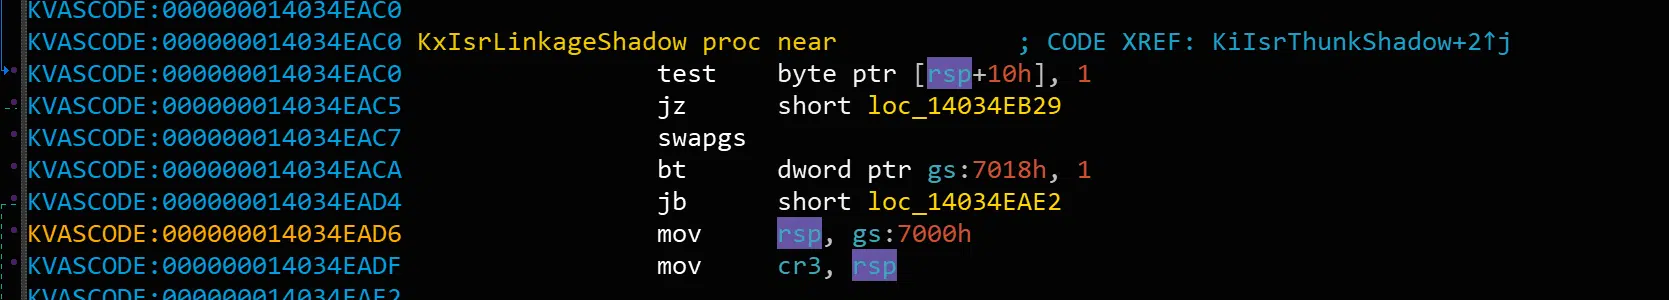 KVASCODE:000000014034EAC0
KVASCODE:000000014034EAC0 KxIsrLinkageShadow proc near ; CODE XREF: KiIsrThunkShadow+2↑j
KVASCODE:000000014034EAC0 test byte ptr [rsp+10h], 1
KVASCODE:000000014034EAC5 jz short loc_14034EB29
KVASCODE:000000014034EAC7 swapgs
KVASCODE:000000014034EACA bt dword ptr gs:7018h, 1
KVASCODE:000000014034EAD4 jb short loc_14034EAE2
KVASCODE:000000014034EAD6 mov rsp, gs:7000h
KVASCODE:000000014034EADF mov cr3, rsp
KVASCODE:000000014034EAE2